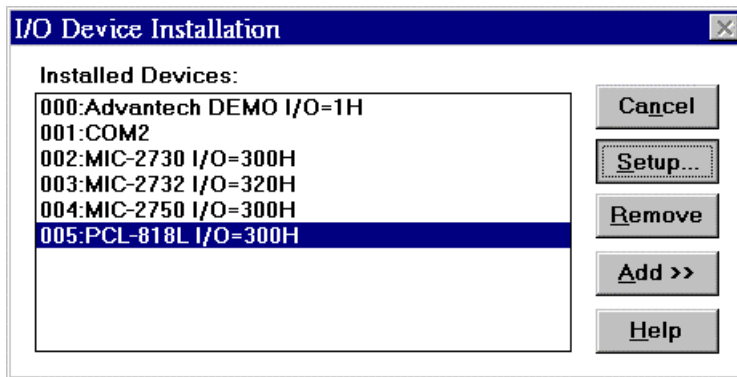 I/O Device Installation
Installed Devices:
000:Advantech DEMO I/O=1H
001:COM2
002:MIC-2730 I/O=300H
003:MIC-2732 I/O=320H
004:MIC-2750 I/O=300H
005:PCL-818L I/O=300H
Cancel
Setup...
Remove
Add >>
Help